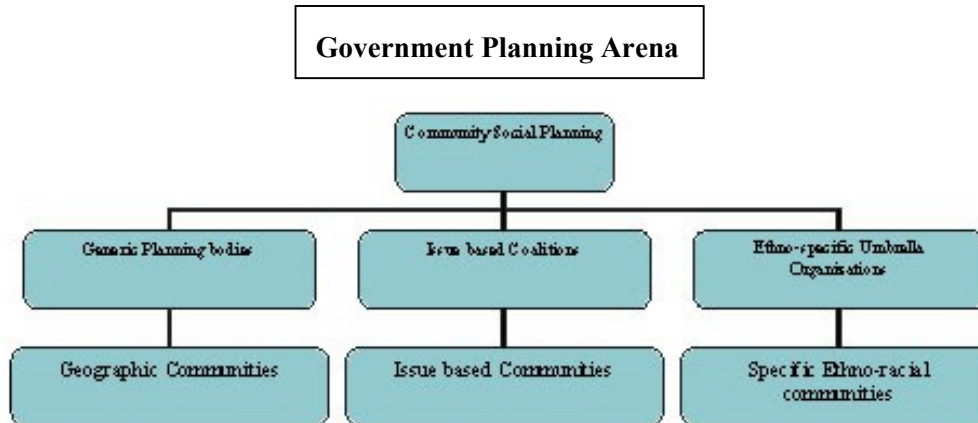 Government Planning Arena
Community Social Planning
Generic Planning bodies
Issue based Coalitions
Ethno-specific Umbrella
Organisations
Geographic Communities
Issue based Communities
Specific Ethno-racial
communities